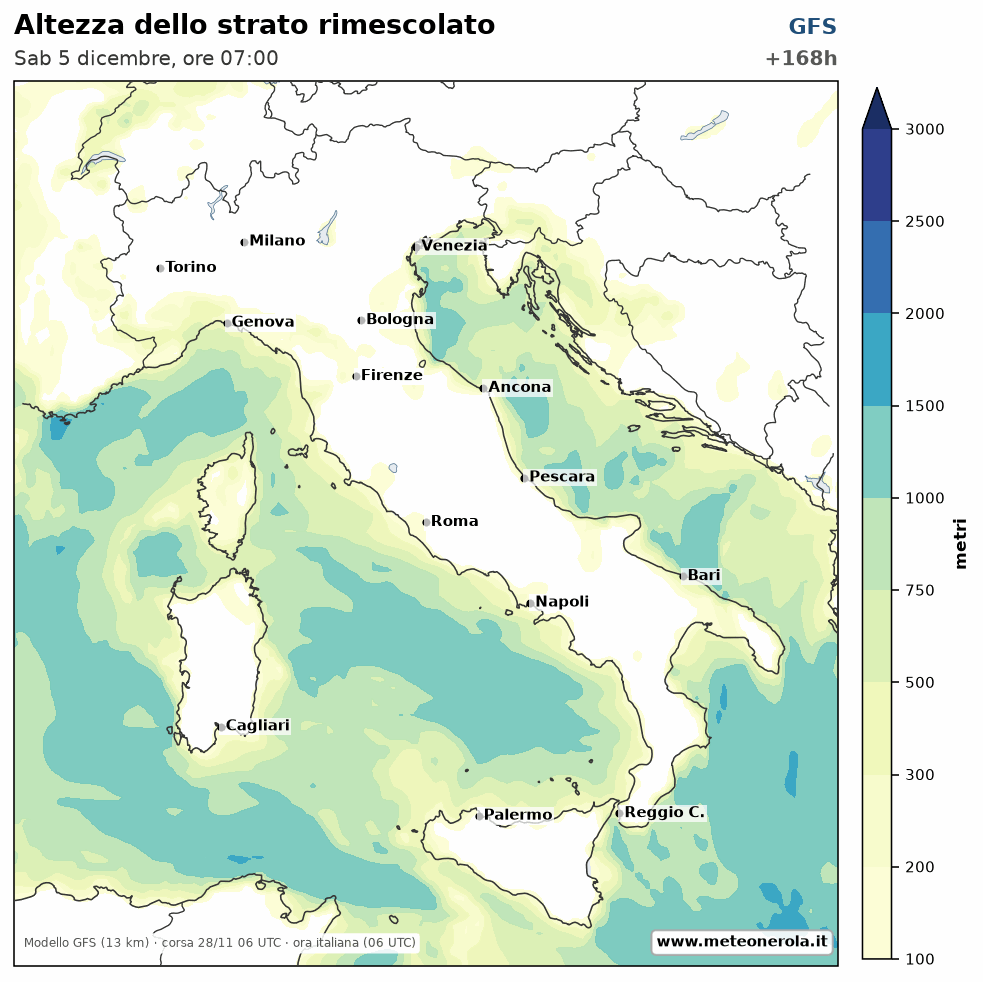 Altezza dello strato rimescolato
GFS
Sab 5 dicembre, ore 07:00
+168h
3000
2500
2000
1500
1000
750
500
300
200
100
metri
Milano
Venezia
Torino
Genova
Bologna
Firenze
Ancona
Pescara
Roma
Bari
Napoli
Cagliari
Palermo
Reggio C.
Modello GFS (13 km) · corsa 28/11 06 UTC · ora italiana (06 UTC)
www.meteonerola.it